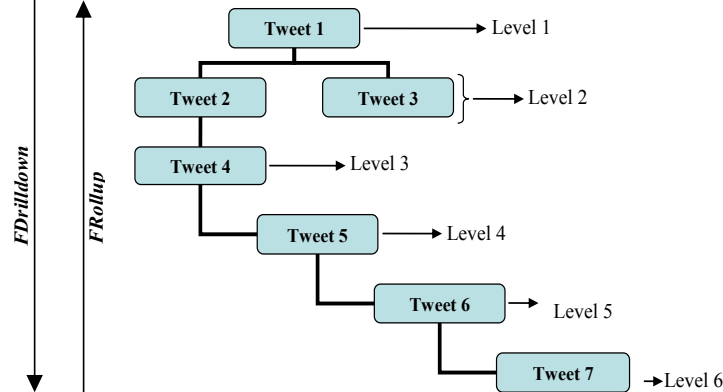 Tweet 1
Level 1
Tweet 2
Tweet 3
Level 2
Tweet 4
Level 3
Tweet 5
Level 4
Tweet 6
Level 5
Tweet 7
Level 6
FDrilldown
FRollup